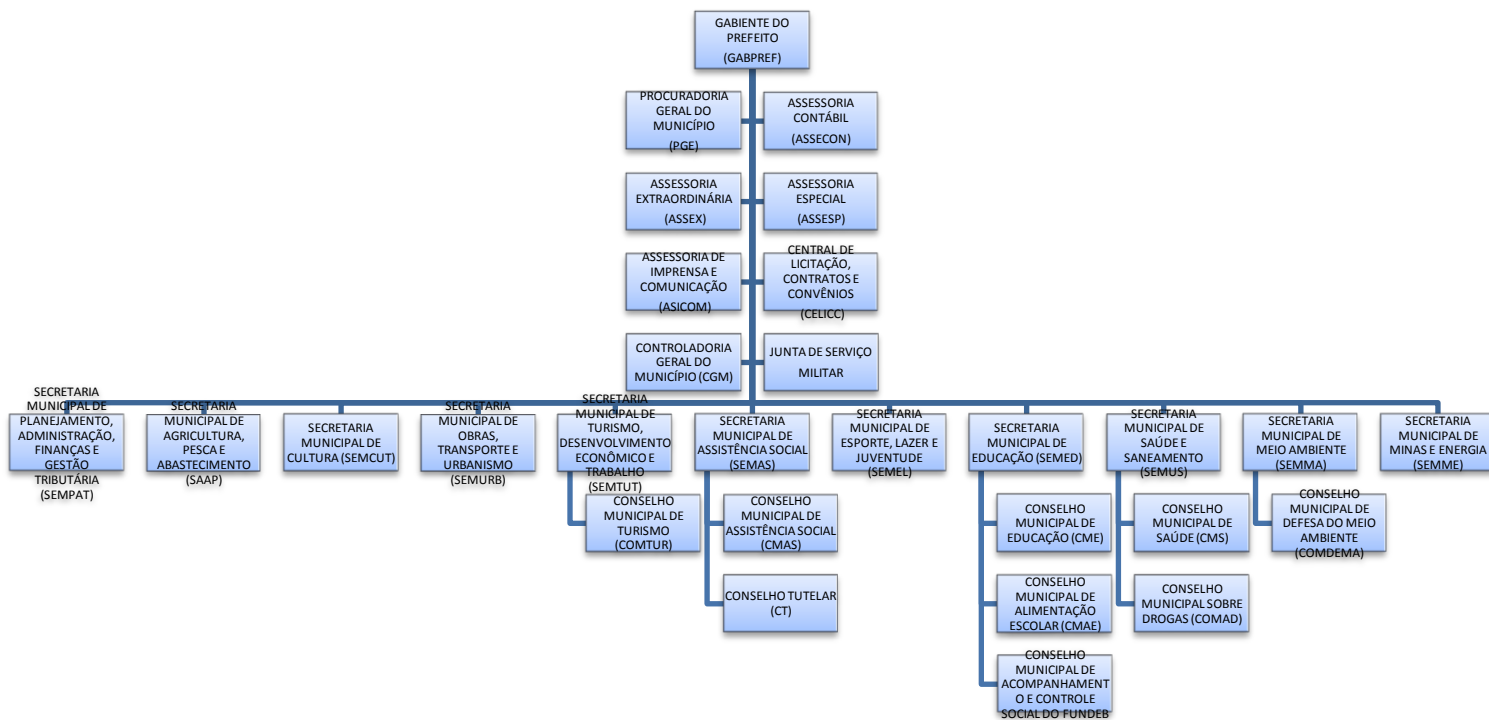 GABIENTE DO
PREFEITO
(GABPREF)
PROCURADORIA
GERAL DO
MUNICÍPIO
(PGE)
ASSESSORIA
CONTÁBIL
(ASSECON)
ASSESSORIA
EXTRAORDINÁRIA
(ASSEX)
ASSESSORIA
ESPECIAL
(ASSESP)
ASSESSORIA DE
IMPRENSA E
COMUNICAÇÃO
(ASICOM)
CENTRAL DE
LICITAÇÃO,
CONTRATOS E
CONVÊNIOS
(CELICC)
CONTROLADORIA
GERAL DO
MUNICÍPIO (CGM)
JUNTA DE SERVIÇO
MILITAR
SECRETARIA
MUNICIPAL DE
PLANEJAMENTO,
ADMINISTRAÇÃO,
FINANÇAS E
GESTÃO
TRIBUTÁRIA
(SEMPAT)
SECRETARIA
MUNICIPAL DE
AGRICULTURA,
PESCA E
ABASTECIMENTO
(SAAP)
SECRETARIA
MUNICIPAL DE
CULTURA (SEMCUT)
SECRETARIA
MUNICIPAL DE
OBRAS,
TRANSPORTE E
URBANISMO
(SEMURB)
SECRETARIA
MUNICIPAL DE
TURISMO,
DESENVOLVIMENTO
ECONÔMICO E
TRABALHO
(SEMTUT)
SECRETARIA
MUNICIPAL DE
ASSISTÊNCIA SOCIAL
(SEMAS)
SECRETARIA
MUNICIPAL DE
ESPORTE, LAZER E
JUVENTUDE
(SEMEL)
SECRETARIA
MUNICIPAL DE
EDUCAÇÃO (SEMED)
SECRETARIA
MUNICIPAL DE
SAÚDE E
SANEAMENTO
(SEMUS)
SECRETARIA
MUNICIPAL DE
MEIO AMBIENTE
(SEMMA)
SECRETARIA
MUNICIPAL DE
MINAS E ENERGIA
(SEMME)
CONSELHO
MUNICIPAL DE
TURISMO
(COMTUR)
CONSELHO
MUNICIPAL DE
ASSISTÊNCIA SOCIAL
(CMAS)
CONSELHO
MUNICIPAL DE
EDUCAÇÃO (CME)
CONSELHO
MUNICIPAL DE
SAÚDE (CMS)
CONSELHO
MUNICIPAL DE
DEFESA DO MEIO
AMBIENTE
(COMDEMA)
CONSELHO TUTELAR
(CT)
CONSELHO
MUNICIPAL DE
ALIMENTAÇÃO
ESCOLAR (CMAE)
CONSELHO
MUNICIPAL SOBRE
DROGAS (COMAD)
CONSELHO
MUNICIPAL DE
ACOMPANHAMENT
O E CONTROLE
SOCIAL DO FUNDEB